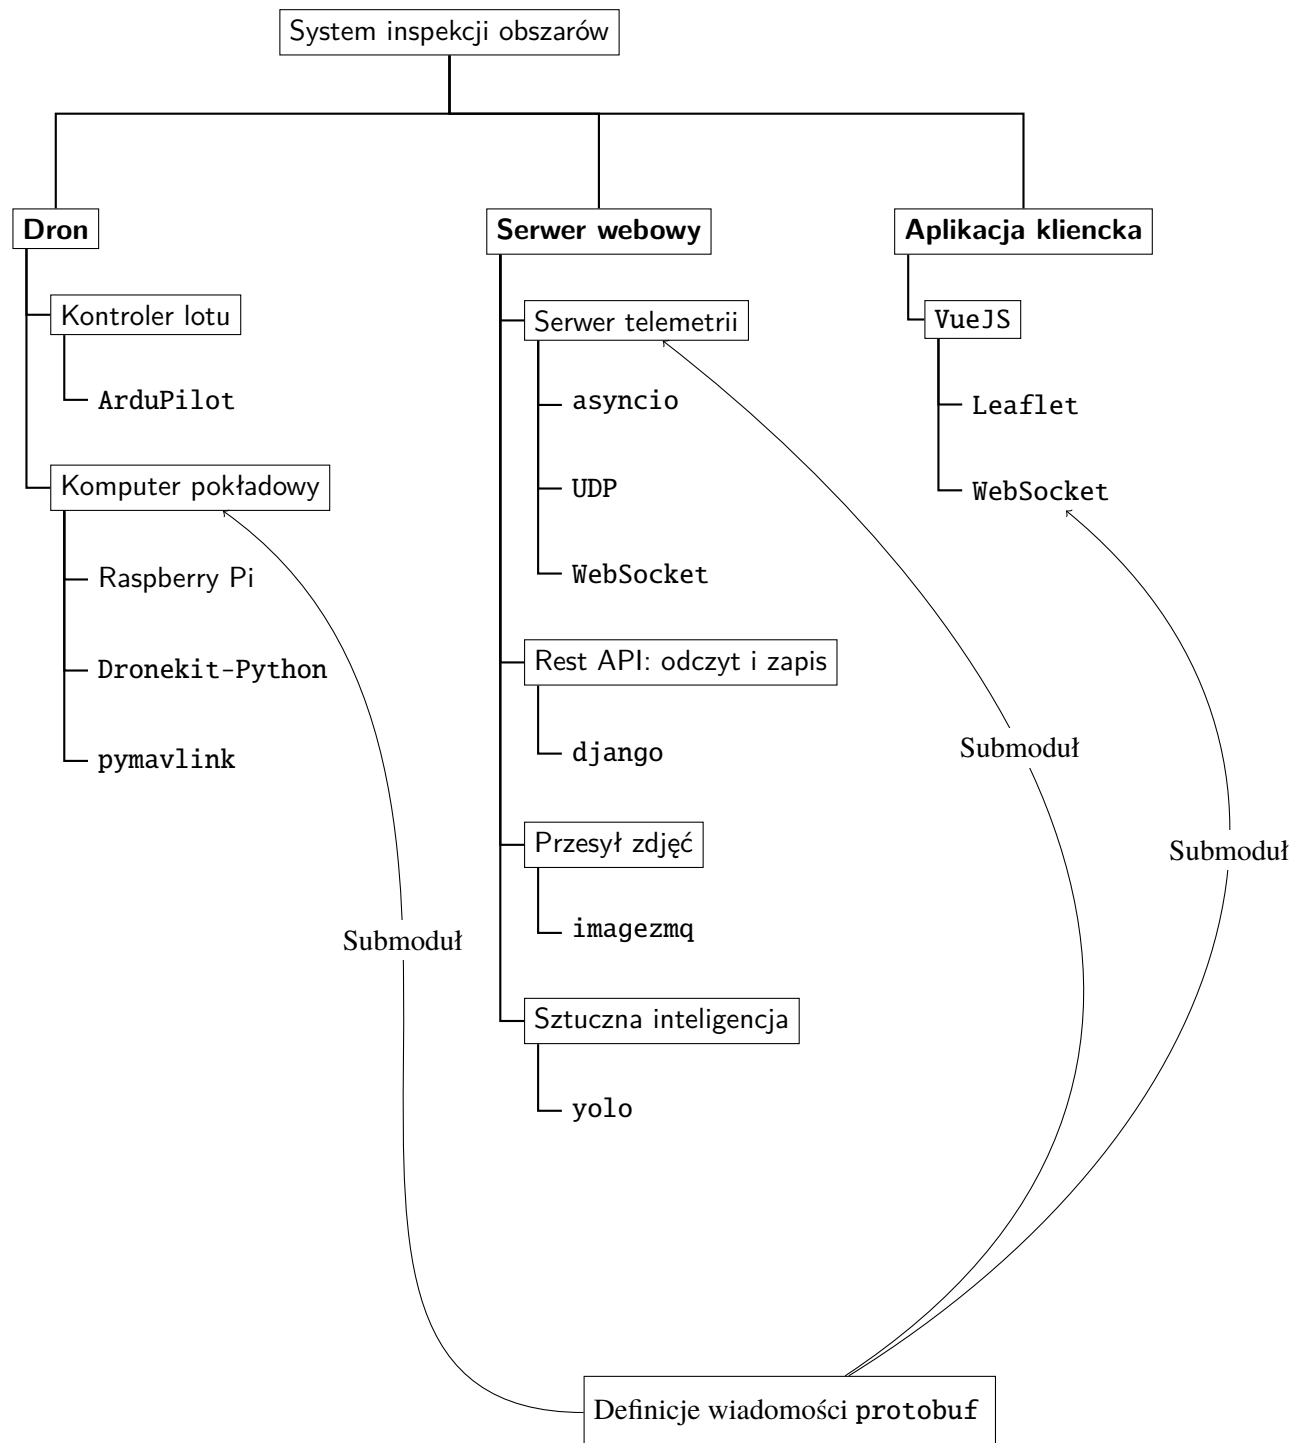 System inspekcji obszarów
Dron
Kontroler lotu
ArduPilot
Komputer pokładowy
Raspberry Pi
Dronekit-Python
pymavlink
Serwer webowy
Serwer telemetrii
asyncio
UDP
WebSocket
Rest API: odczyt i zapis
django
Przesył zdjęć
imagezmq
Sztuczna inteligencja
yolo
Aplikacja kliencka
VueJS
Leaflet
WebSocket
Submoduł
Submoduł
Submoduł
Definicje wiadomości protobuf